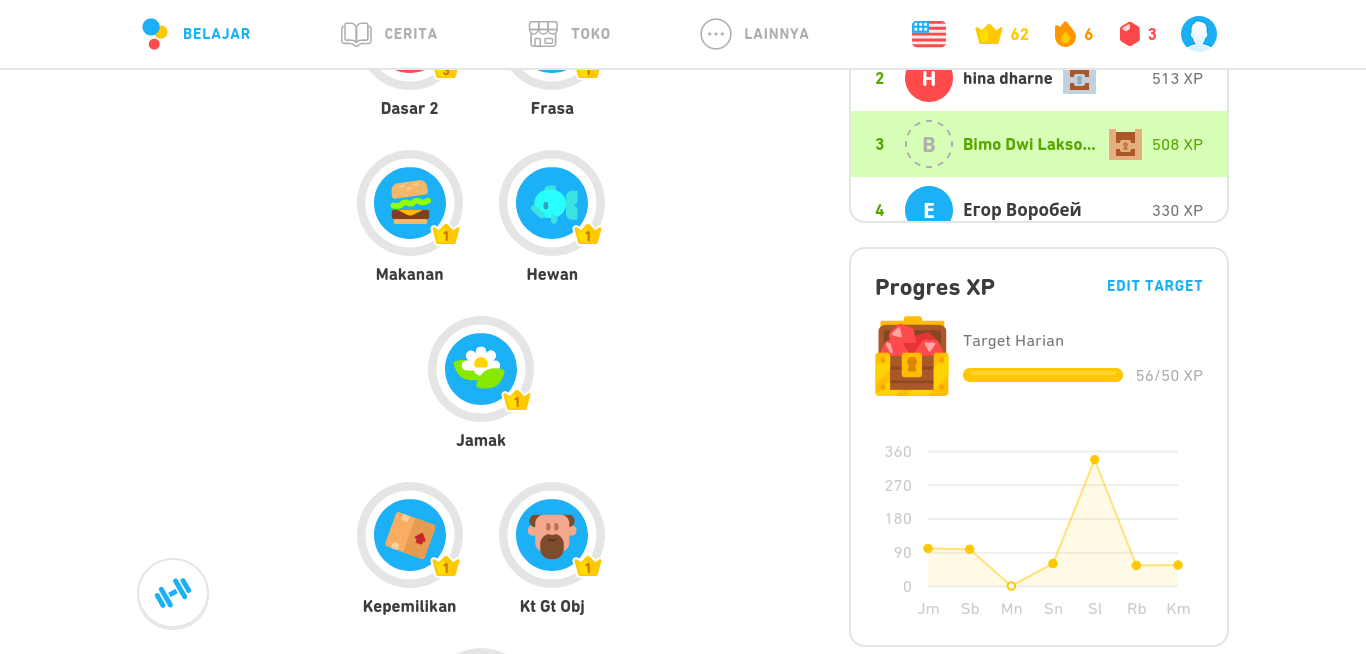 BELAJAR CERITA TOKO LAINNYA 62 6 3
3 1
Dasar 2 Frasa
1 1
Makanan Hewan
1
Jamak
1 1
Kepemilikan Kt Gt Obj
2 H hina dharne 513 XP
3 B Bimo Dwi Lakso... 508 XP
4 E Егор Воробей 330 XP
Progres XP EDIT TARGET
Target Harian
56/50 XP
360
270
180
90
0
Jm Sb Mn Sn Sl Rb Km